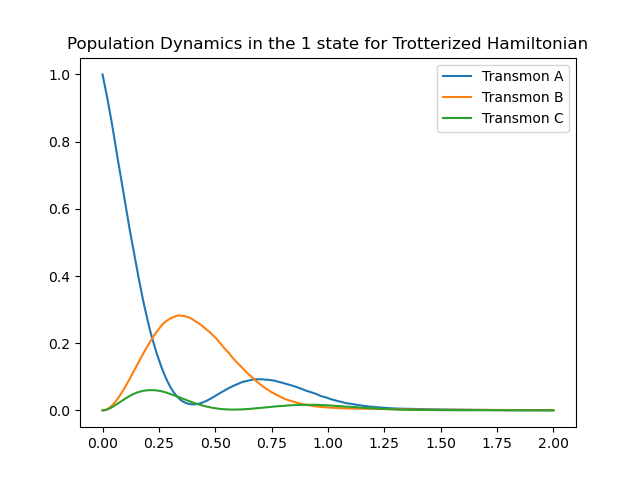 Population Dynamics in the 1 state for Trotterized Hamiltonian
1.0
0.8
0.6
0.4
0.2
0.0
Transmon A
Transmon B
Transmon C
0.00 0.25 0.50 0.75 1.00 1.25 1.50 1.75 2.00